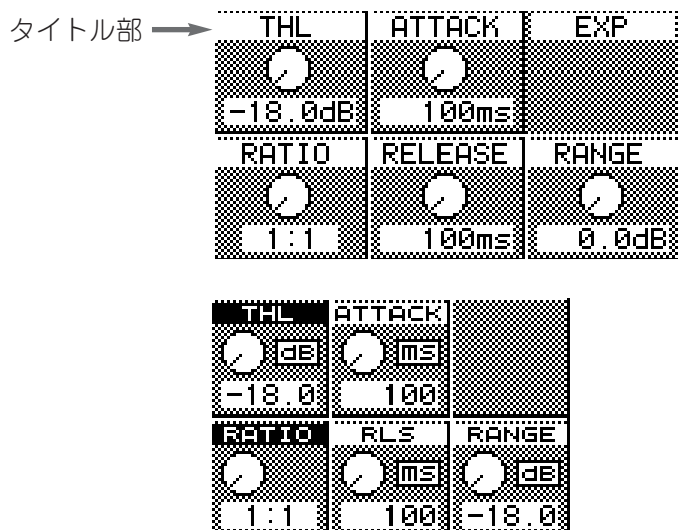 タイトル部
THL ATTACK EXP
-18.0dB 100ms
RATIO RELEASE RANGE
1:1 100ms 0.0dB
THL ATTACK
dB ms
-18.0 100
RATIO RLS RANGE
ms dB
1:1 100 -18.0